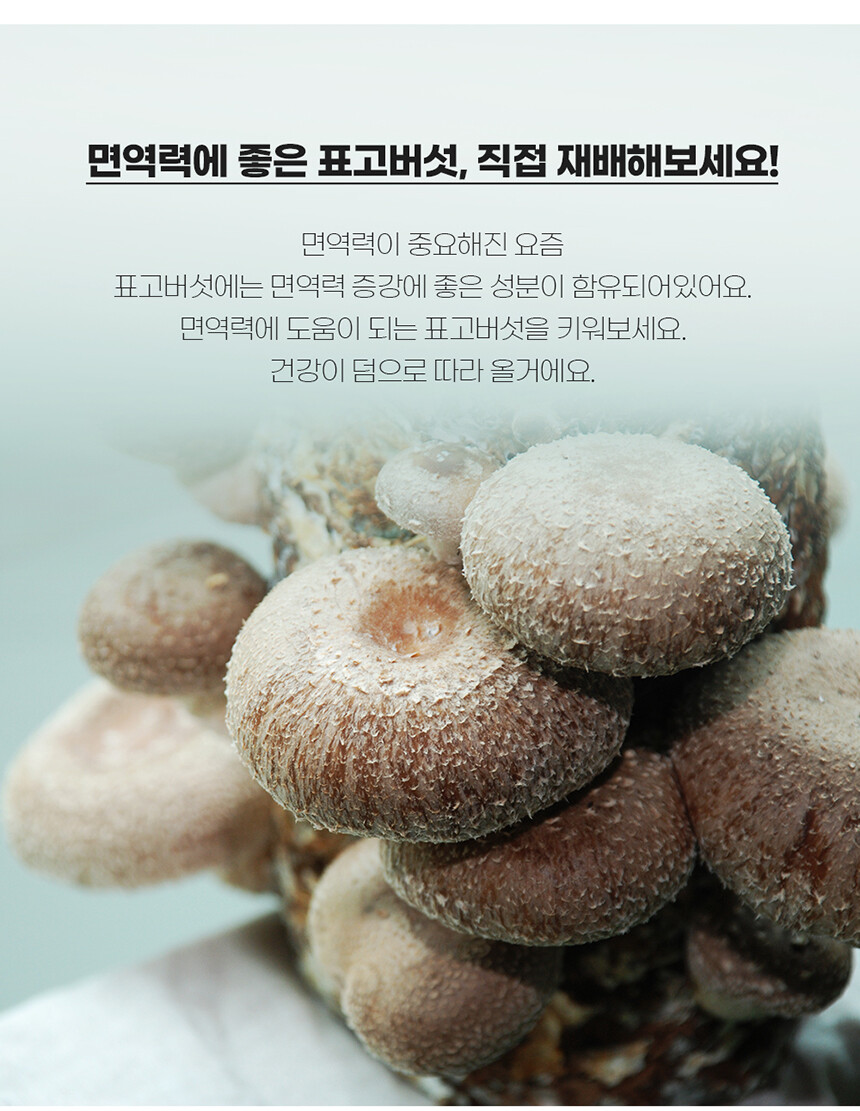 면역력에 좋은 표고버섯, 직접 재배해보세요!
면역력이 중요해진 요즘
표고버섯에는 면역력 증강에 좋은 성분이 함유되어있어요.
면역력에 도움이 되는 표고버섯을 키워보세요.
건강이 덤으로 따라 올거에요.